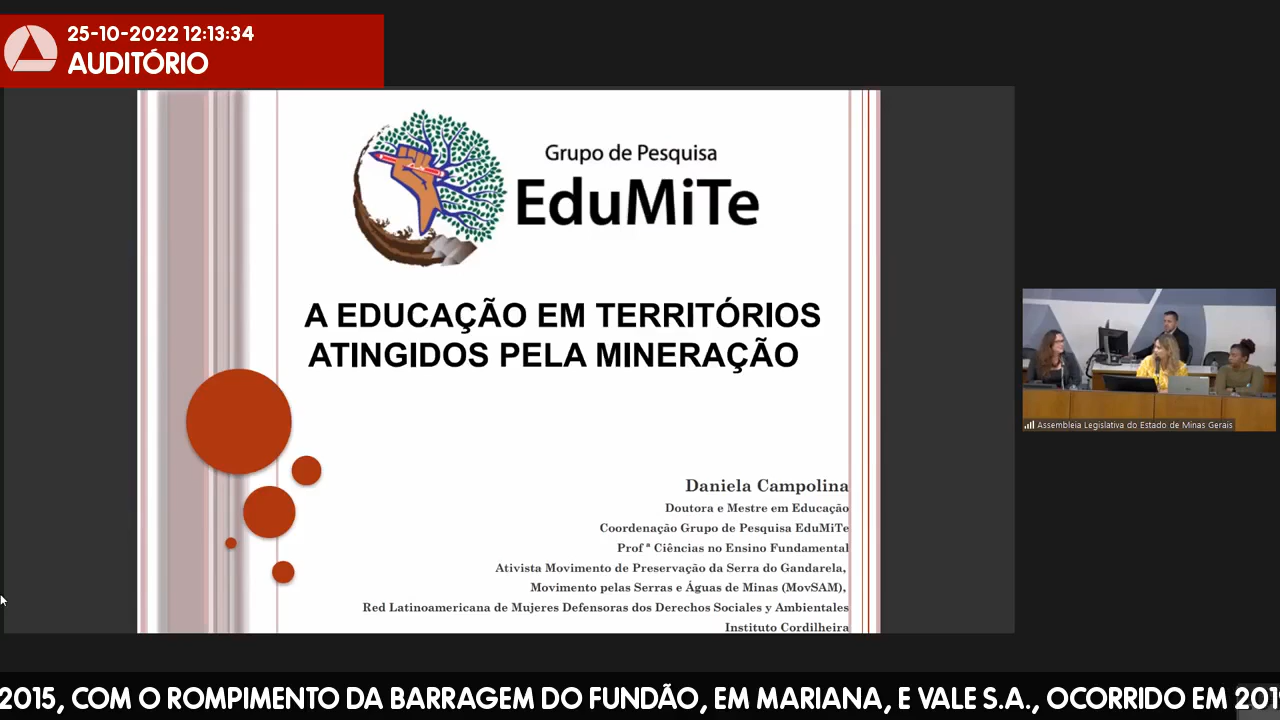 25-10-2022 12:13:34
AUDITÓRIO
Grupo de Pesquisa
EduMiTe
A EDUCAÇÃO EM TERRITÓRIOS
ATINGIDOS PELA MINERAÇÃO
Daniela Campolina
Doutora e Mestre em Educação
Coordenação Grupo de Pesquisa EduMiTe
Prof ª Ciências no Ensino Fundamental
Ativista Movimento de Preservação da Serra do Gandarela,
Movimento pelas Serras e Águas de Minas (MovSAM),
Red Latinoamericana de Mujeres Defensoras dos Derechos Sociales y Ambientales
Instituto Cordilheira
Assembleia Legislativa do Estado de Minas Gerais
2015, COM O ROMPIMENTO DA BARRAGEM DO FUNDÃO, EM MARIANA, E VALE S.A., OCORRIDO EM 201